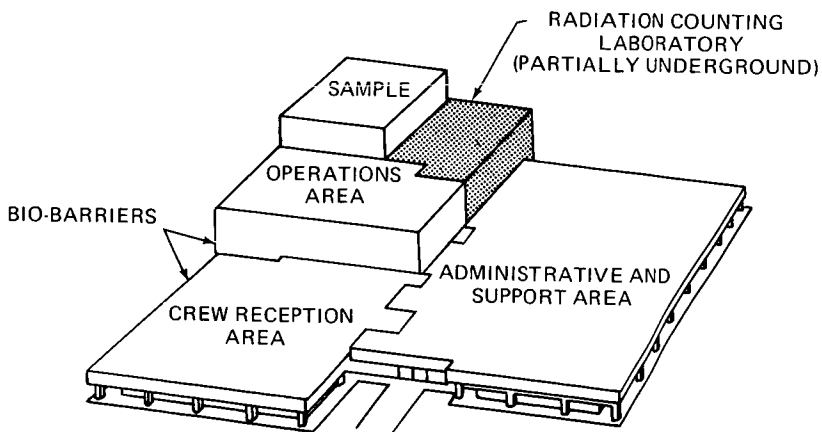 RADIATION COUNTING
LABORATORY
(PARTIALLY UNDERGROUND)
SAMPLE
OPERATIONS
AREA
BIO-BARRIERS
ADMINISTRATIVE AND
SUPPORT AREA
CREW RECEPTION
AREA